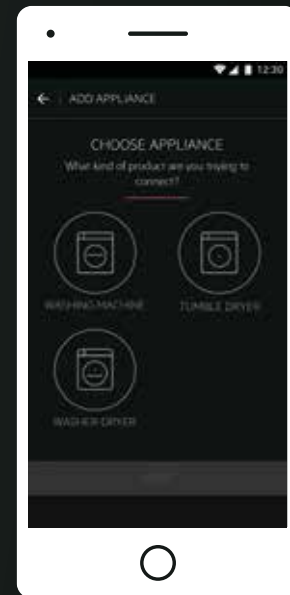 12:30
ADD APPLIANCE
CHOOSE APPLIANCE
What kind of product are you trying to
connect?
WASHING MACHINE
TUMBLE DRYER
WASHER DRYER